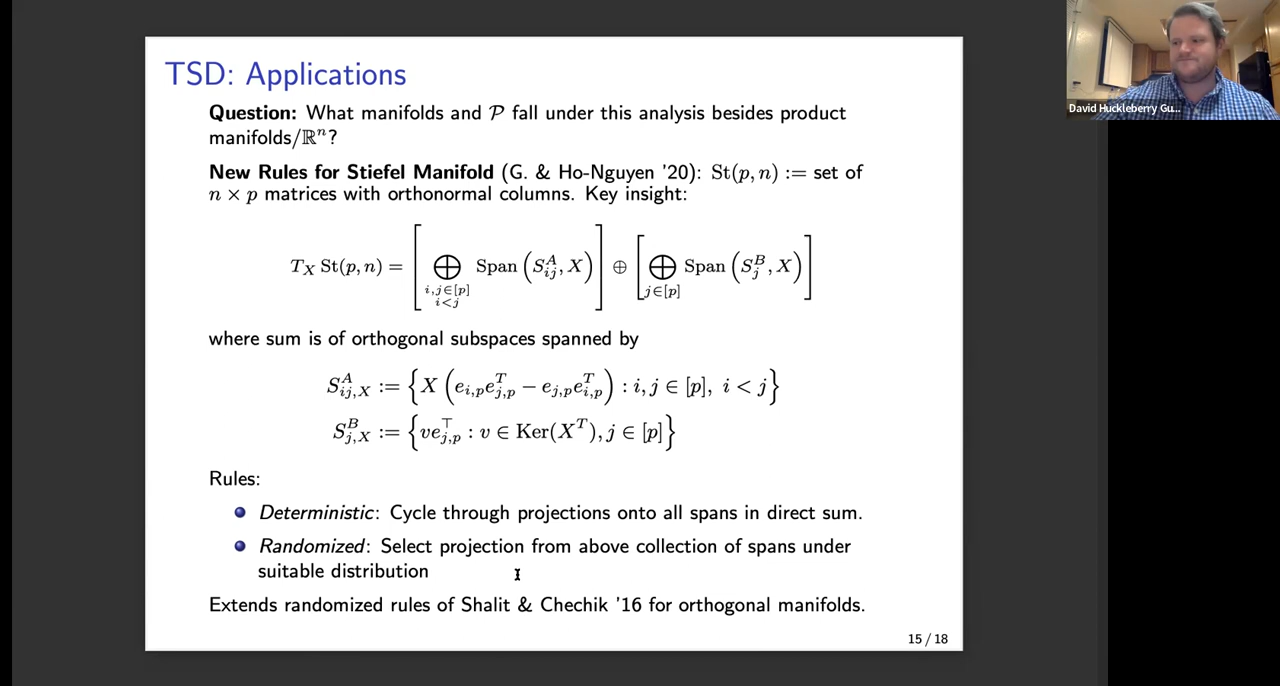 TSD: Applications
Question: What manifolds and 𝒫 fall under this analysis besides product
manifolds/ℝⁿ?
New Rules for Stiefel Manifold (G. & Ho-Nguyen '20): St(p, n) := set of
n × p matrices with orthonormal columns. Key insight:
T_X St(p, n) = [ ⊕_{i,j∈[p] i<j} Span (S^A_{ij}, X) ] ⊕ [ ⊕_{j∈[p]} Span (S^B_j, X) ]
where sum is of orthogonal subspaces spanned by
S^A_{ij,X} := {X (e_{i,p}e^T_{j,p} − e_{j,p}e^T_{i,p}) : i, j ∈ [p], i < j}
S^B_{j,X} := {ve^⊤_{j,p} : v ∈ Ker(X^T), j ∈ [p]}
Rules:
Deterministic: Cycle through projections onto all spans in direct sum.
Randomized: Select projection from above collection of spans under
suitable distribution
Extends randomized rules of Shalit & Chechik '16 for orthogonal manifolds.
15 / 18
David Huckleberry Gu...